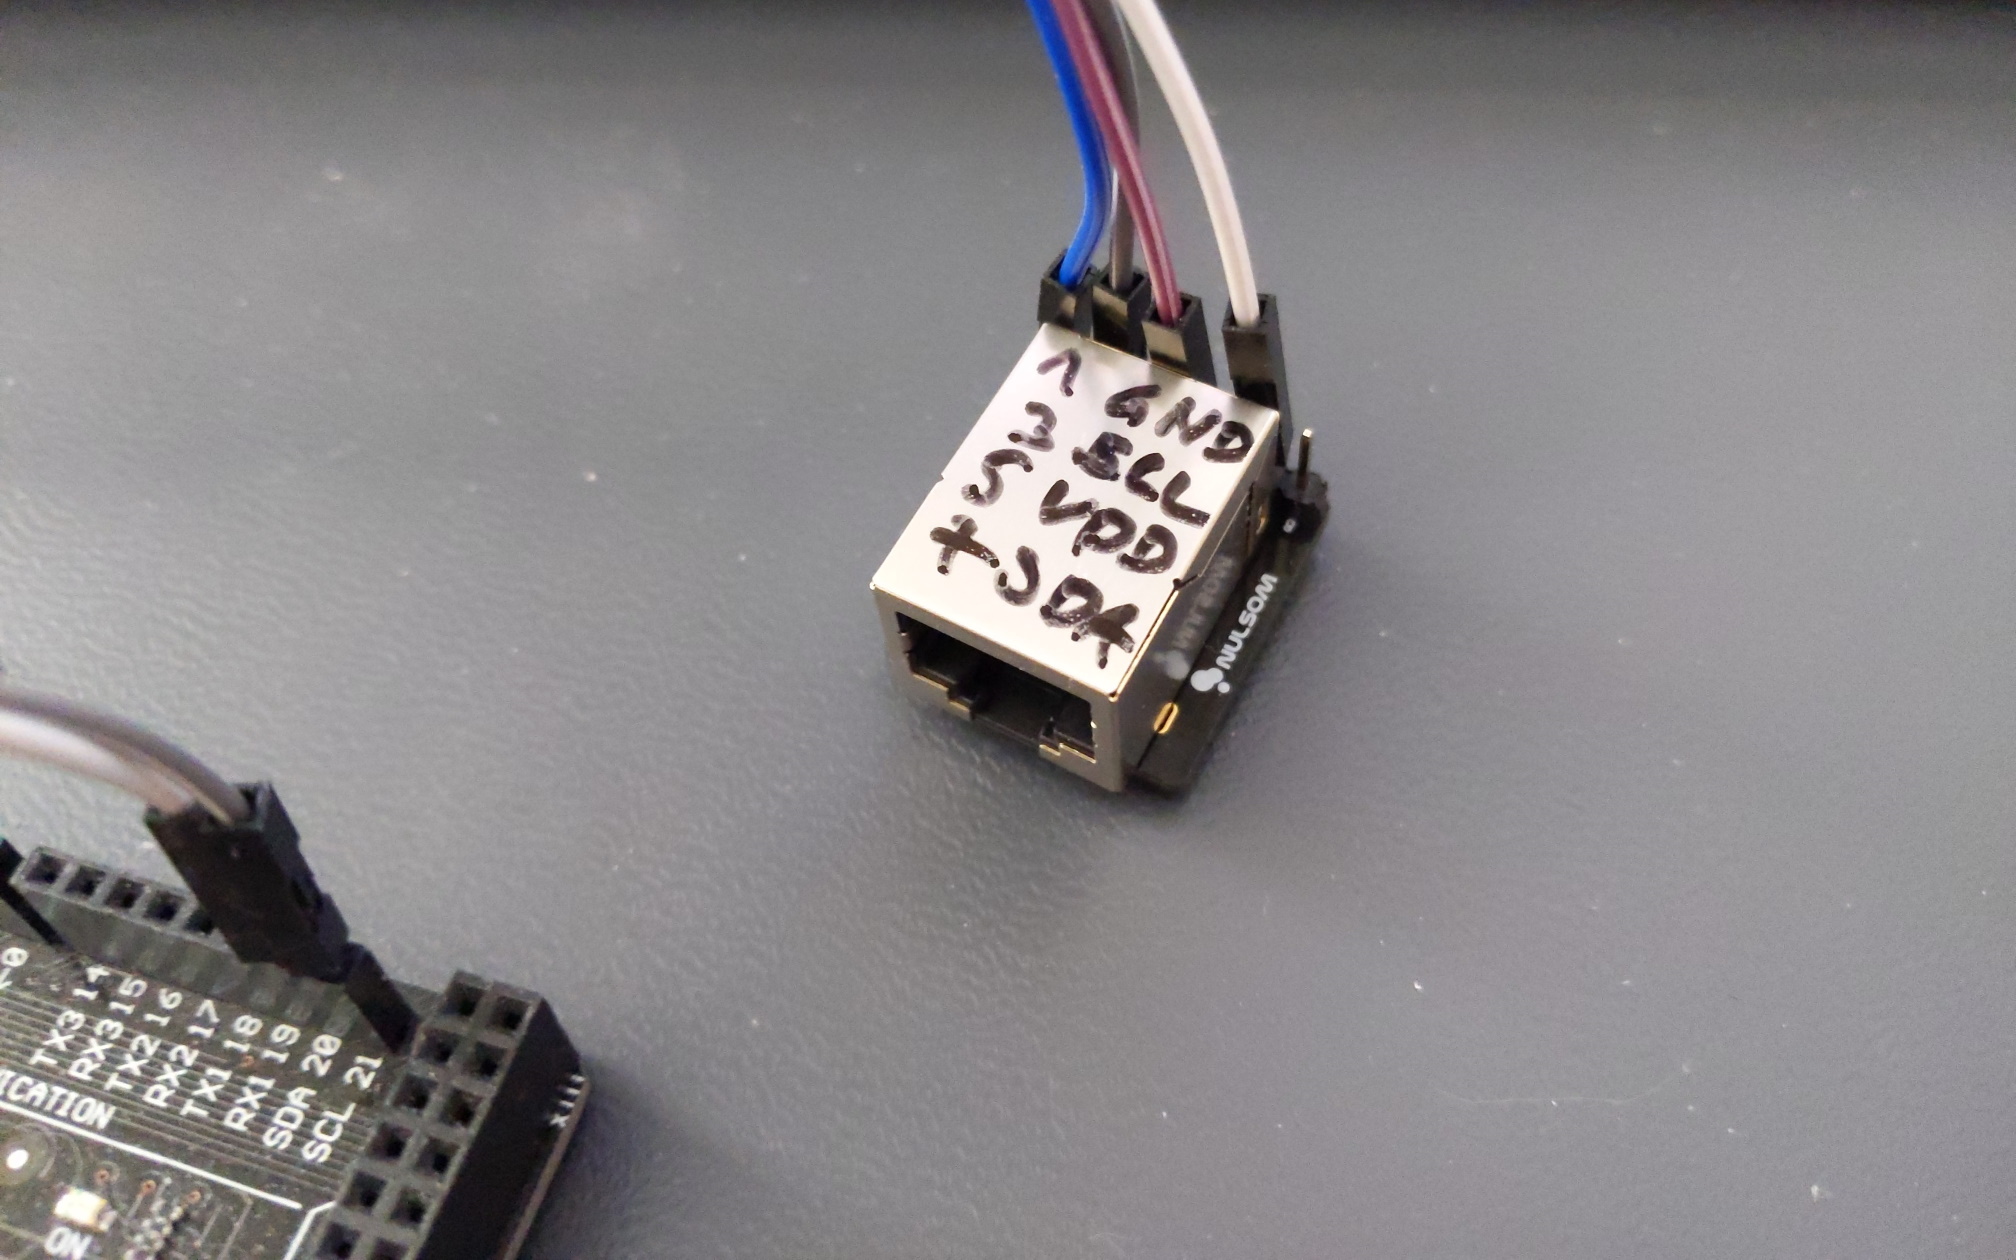 1 GND
3 SCL
5 VDD
7 SDA
NULSOM
8
TX3 14
RX3 15
TX2 16
RX2 17
TX1 18
RX1 19
SDA 20
SCL 21
ICATION
ON